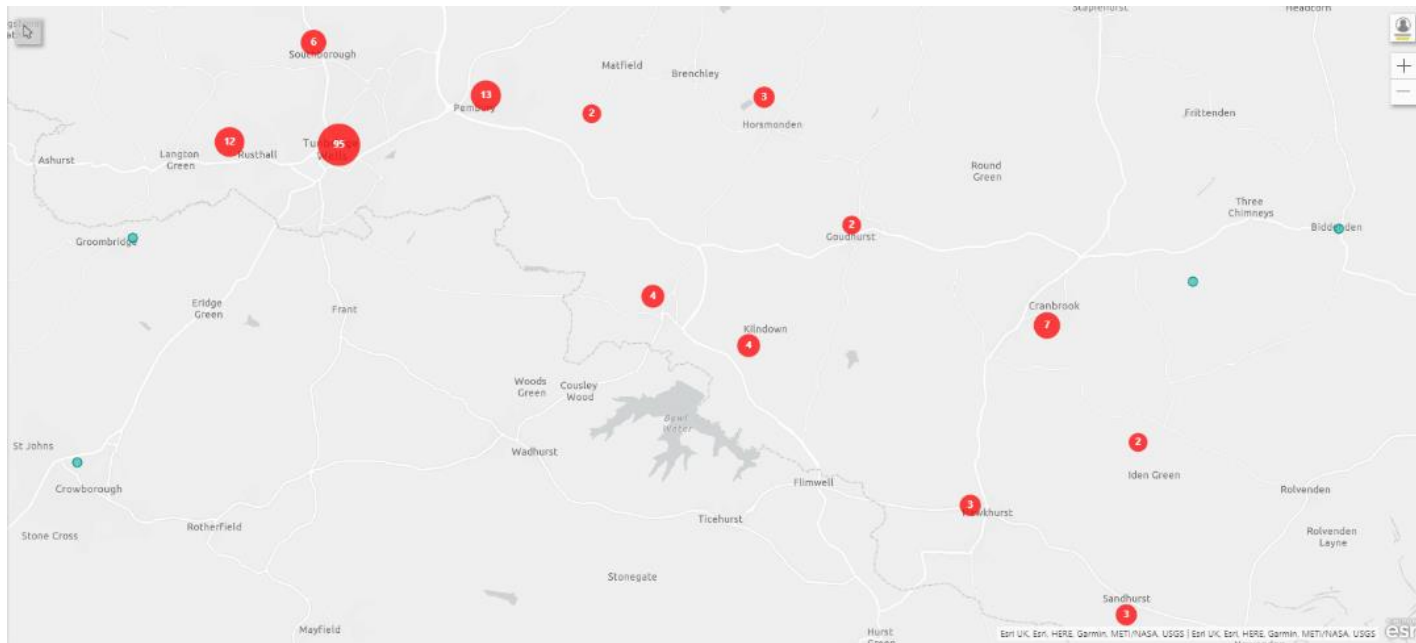 Staplehurst
Headcorn
6
Southborough
Matfield
Brenchley
13
Pembury
2
3
Horsmonden
Frittenden
12
95
Ashurst
Langton
Green
Rusthall
Tunbridge
Wells
Round
Green
Three
Chimneys
2
Goudhurst
Biddenden
Groombridge
4
Eridge
Green
Frant
Cranbrook
7
Kilndown
4
Woods
Green
Cousley
Wood
Bewl
Water
St Johns
Wadhurst
2
Iden Green
Crowborough
Flimwell
Rolvenden
3
Hawkhurst
Rotherfield
Ticehurst
Stone Cross
Rolvenden
Layne
Stonegate
Sandhurst
3
Mayfield
Hurst
Green
Esri UK, Esri, HERE, Garmin, METI/NASA, USGS | Esri UK, Esri, HERE, Garmin, METI/NASA, USGS
esri